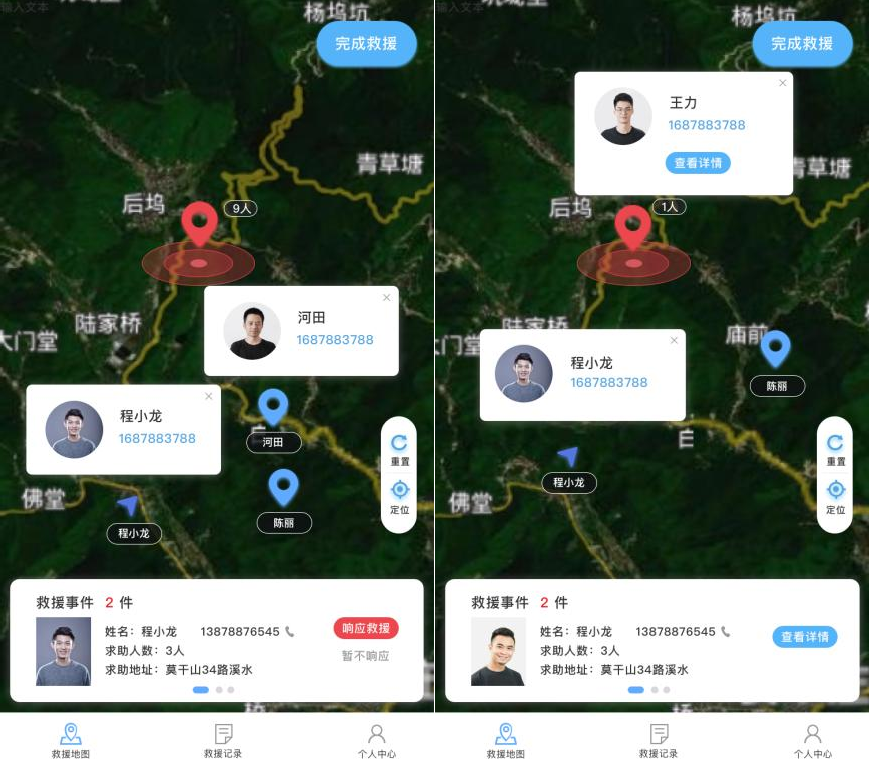 输入文本
杨坞坑
完成救援
青草塘
后坞
9人
河田
1687883788
陆家桥
大门堂
程小龙
1687883788
河田
陈丽
佛堂
程小龙
重置
定位
救援事件 2 件
姓名：程小龙 13878876545
求助人数：3人
求助地址：莫干山34路溪水
响应救援
暂不响应
救援地图
救援记录
个人中心
输入文本
杨坞坑
完成救援
王力
1687883788
查看详情
青草塘
后坞
1人
陆家桥
大门堂
庙前
程小龙
1687883788
陈丽
白
程小龙
佛堂
重置
定位
救援事件 2 件
姓名：程小龙 13878876545
求助人数：3人
求助地址：莫干山34路溪水
查看详情
救援地图
救援记录
个人中心